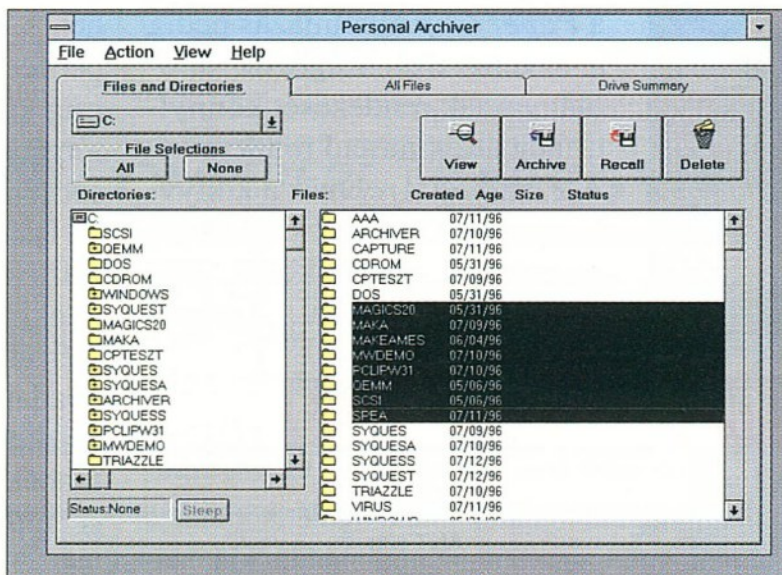 Personal Archiver
File Action View Help
Files and Directories All Files Drive Summary
C:
File Selections
All None
View Archive Recall Delete
Directories: Files: Created Age Size Status
C:
SCSI
QEMM
DOS
CDROM
WINDOWS
SYQUEST
MAGICS20
MAKA
CPTESZT
SYQUES
SYQUESA
ARCHIVER
SYQUESS
PCLIPW31
MWDEMO
TRIAZZLE
AAA 07/11/96
ARCHIVER 07/10/96
CAPTURE 07/11/96
CDROM 05/31/96
CPTESZT 07/09/96
DOS 05/31/96
MAGICS20 05/31/96
MAKA 07/09/96
MAKEAMES 06/04/96
MWDEMO 07/10/96
PCLIPW31 07/10/96
QEMM 05/06/96
SCSI 05/06/96
SPEA 07/11/96
SYQUES 07/09/96
SYQUESA 07/10/96
SYQUESS 07/12/96
SYQUEST 07/12/96
TRIAZZLE 07/10/96
VIRUS 07/11/96
Status:None Sleep